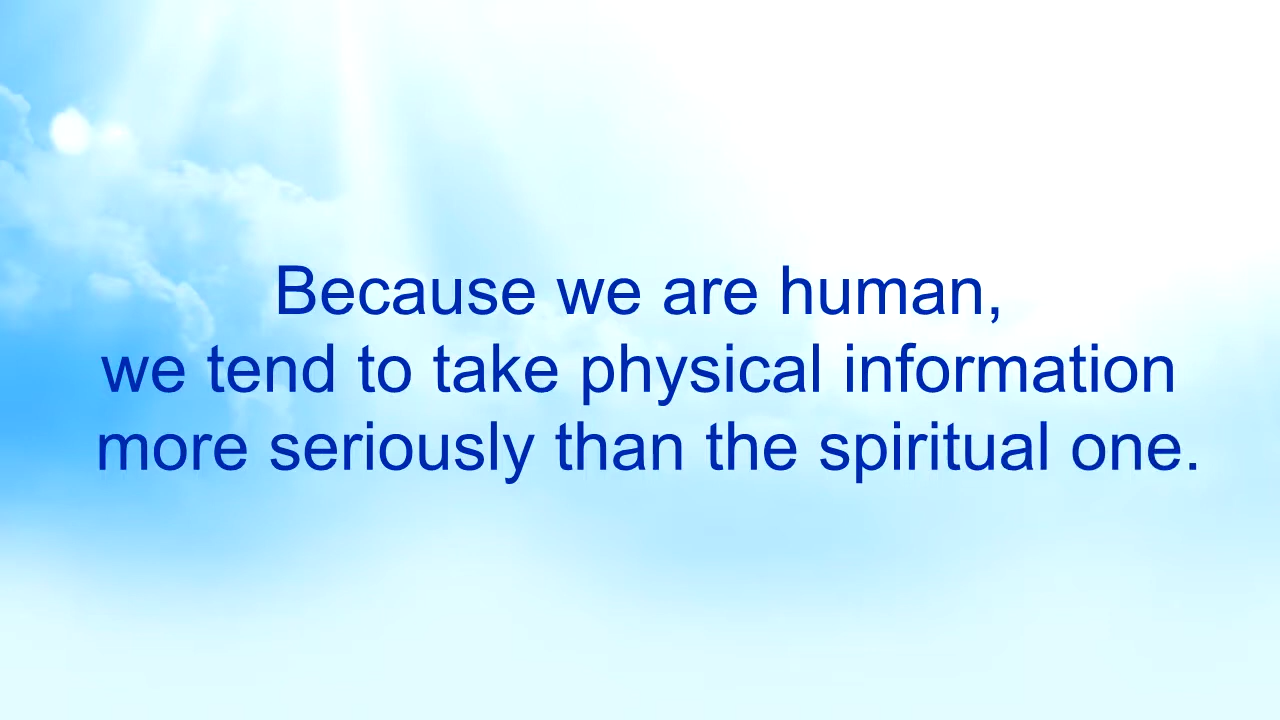 Because we are human,
we tend to take physical information
more seriously than the spiritual one.